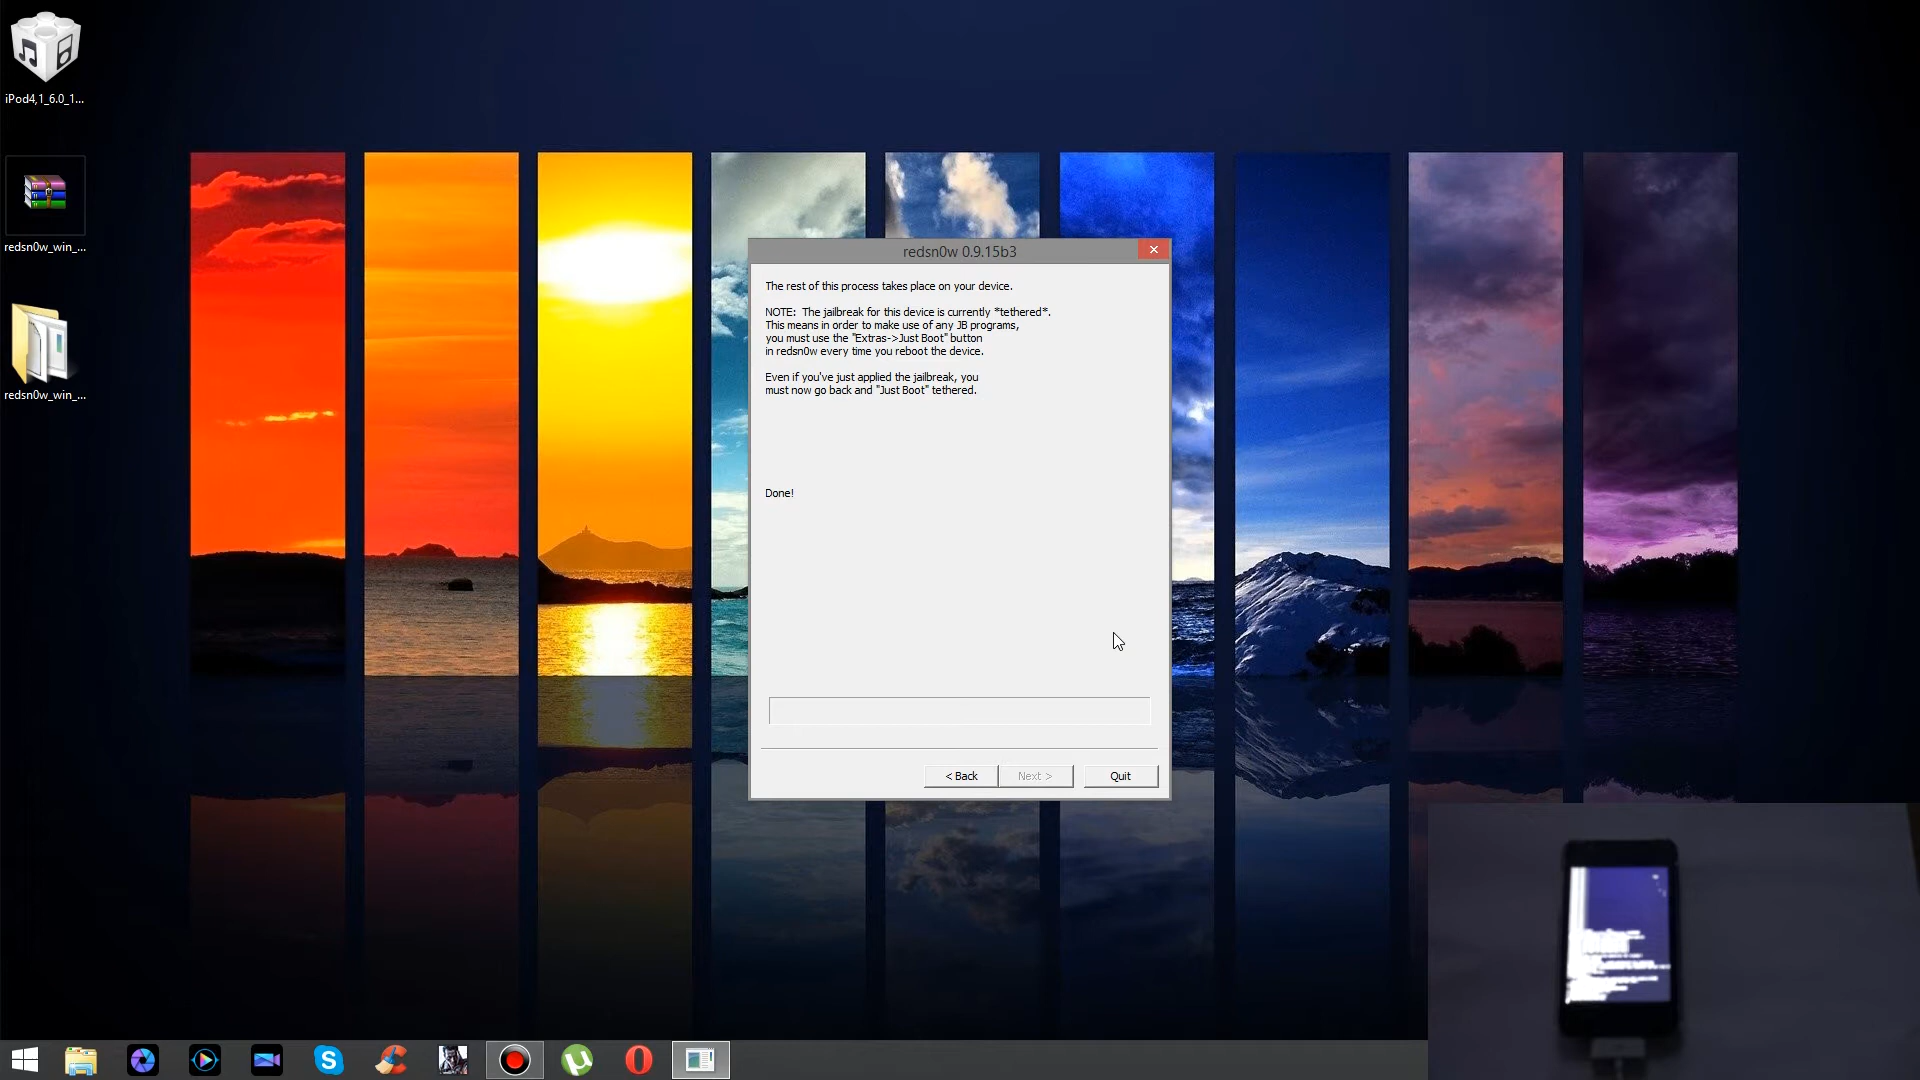 iPod4,1_6.0_1...
redsn0w_win_...
redsn0w_win_...
redsn0w 0.9.15b3
The rest of this process takes place on your device.
NOTE:  The jailbreak for this device is currently *tethered*.
This means in order to make use of any JB programs,
you must use the "Extras->Just Boot" button
in redsn0w every time you reboot the device.
Even if you've just applied the jailbreak, you
must now go back and "Just Boot" tethered.
Done!
< Back
Next >
Quit